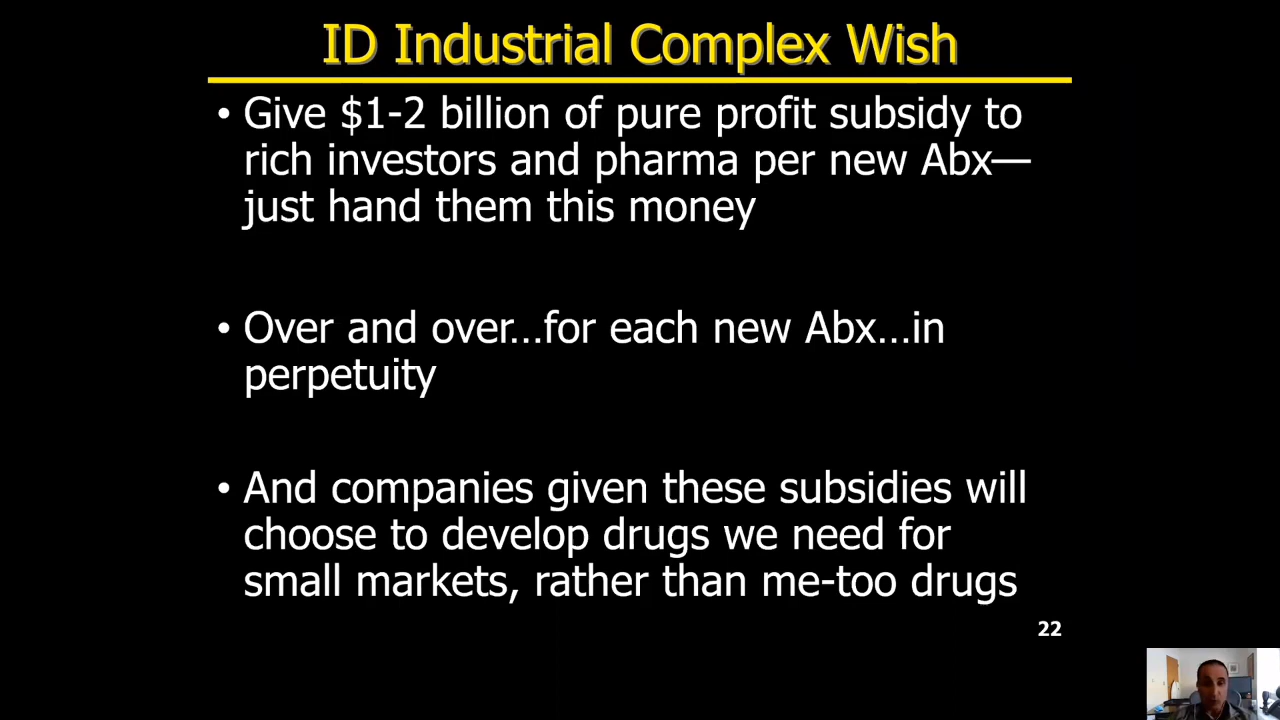 ID Industrial Complex Wish
• Give $1-2 billion of pure profit subsidy to
rich investors and pharma per new Abx—
just hand them this money
• Over and over…for each new Abx…in
perpetuity
• And companies given these subsidies will
choose to develop drugs we need for
small markets, rather than me-too drugs
22